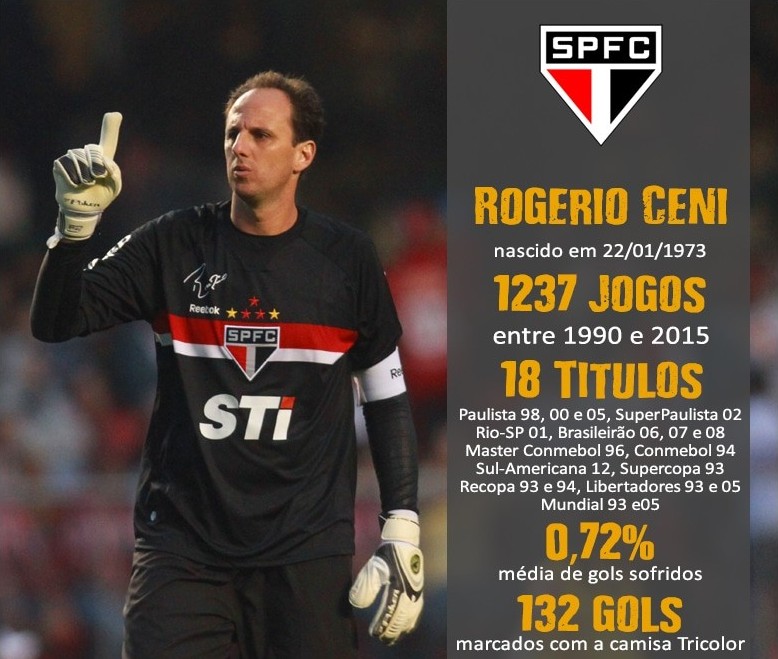 SPFC
ROGERIO CENI
nascido em 22/01/1973
1237 JOGOS
entre 1990 e 2015
18 TITULOS
Paulista 98, 00 e 05, SuperPaulista 02
Rio-SP 01, Brasileirão 06, 07 e 08
Master Conmebol 96, Conmebol 94
Sul-Americana 12, Supercopa 93
Recopa 93 e 94, Libertadores 93 e 05
Mundial 93 e05
0,72%
média de gols sofridos
132 GOLS
marcados com a camisa Tricolor
Reebok
SPFC
STi